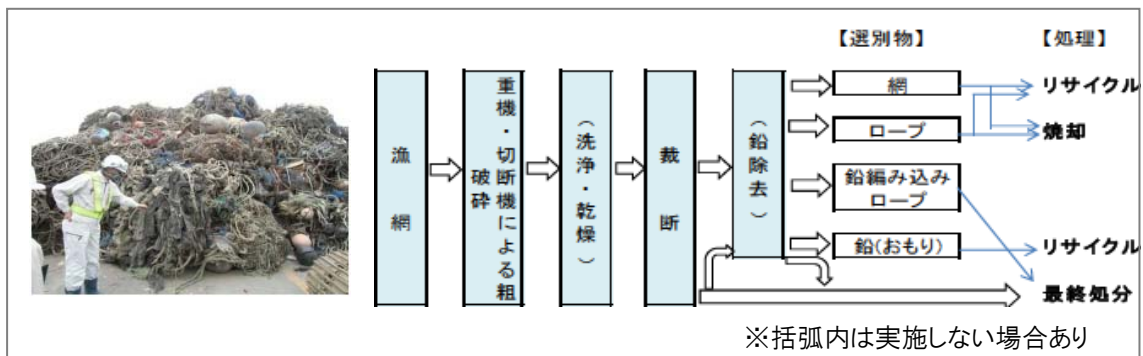 【選別物】
【処理】
漁網
重機・切断機による粗破砕
（洗浄・乾燥）
裁断
（鉛除去）
網
ロープ
鉛編み込み
ロープ
鉛(おもり)
リサイクル
焼却
リサイクル
最終処分
※括弧内は実施しない場合あり